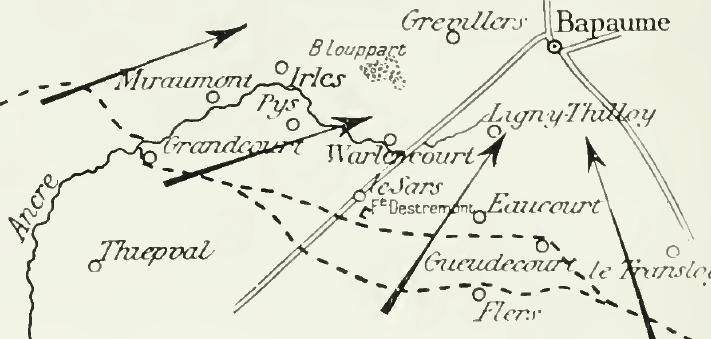 Grevillers
Bapaume
Blouppart
Miraumont
Irles
Pys
Ligny-Thilloy
Grandcourt
Warlencourt
Ancre
le Sars
Fe Destremont
Eaucourt
Thiepval
Gueudecourt
le Transloy
Flers